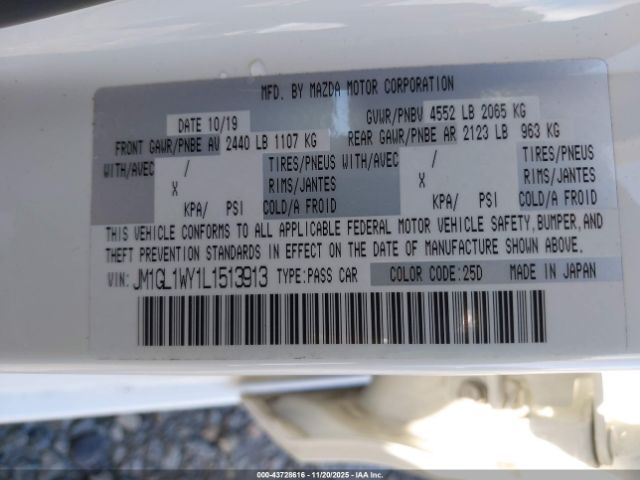 MFD. BY MAZDA MOTOR CORPORATION
DATE 10/19 GVWR/PNBV 4552 LB 2065 KG
FRONT GAWR/PNBE AV 2440 LB 1107 KG REAR GAWR/PNBE AR 2123 LB 963 KG
WITH/AVEC / TIRES/PNEUS WITH/AVEC / TIRES/PNEUS
X RIMS/JANTES X RIMS/JANTES
KPA/ PSI COLD/A FROID KPA/ PSI COLD/A FROID
THIS VEHICLE CONFORMS TO ALL APPLICABLE FEDERAL MOTOR VEHICLE SAFETY, BUMPER, AND
THEFT PREVENTION STANDARDS IN EFFECT ON THE DATE OF MANUFACTURE SHOWN ABOVE.
VIN: JM1GL1WY1L1513913 TYPE:PASS CAR COLOR CODE:25D MADE IN JAPAN
© IAA - 43728616 - 11/20/2025 - IAAI.COM